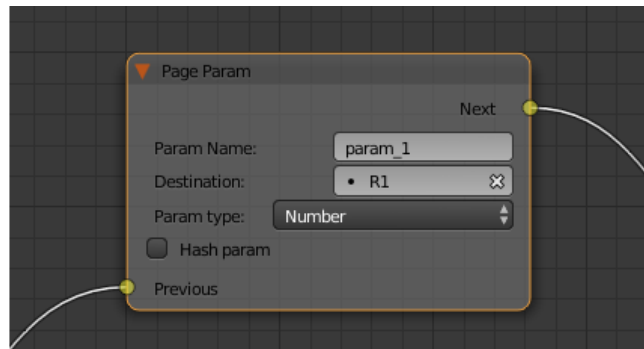 Page Param
Next
Param Name: param_1
Destination: R1
Param type: Number
Hash param
Previous